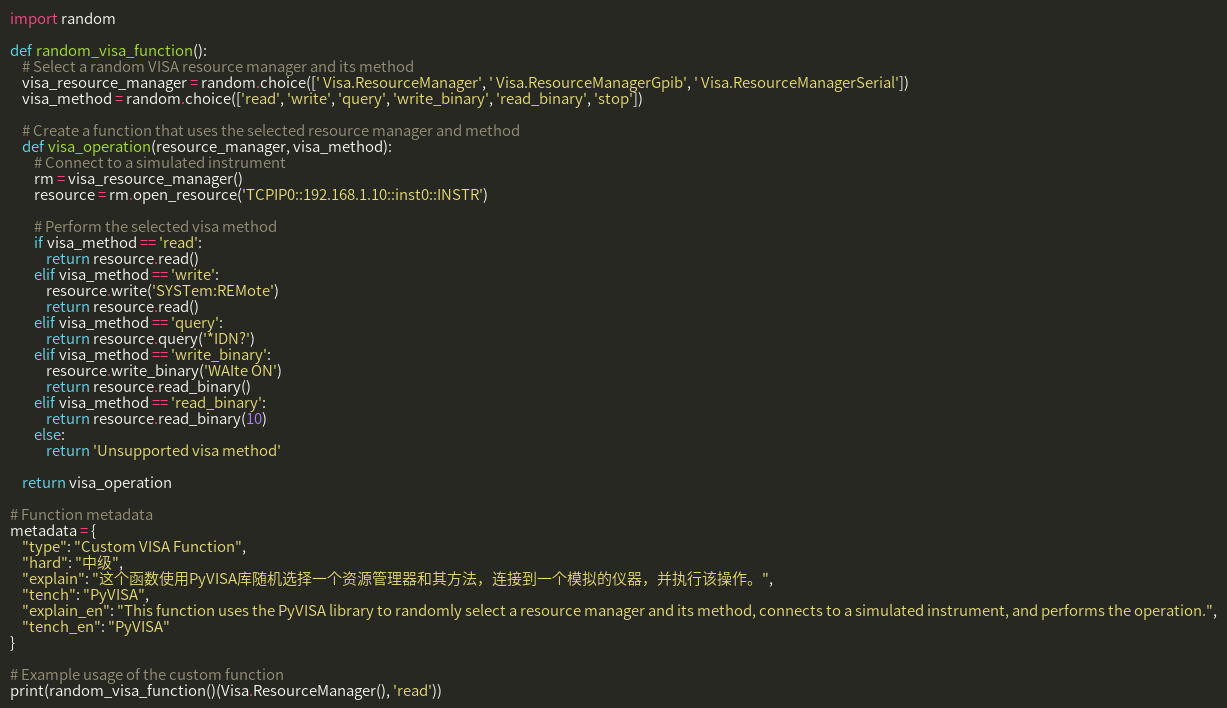 import random

def random_visa_function():
    # Select a random VISA resource manager and its method
    visa_resource_manager = random.choice([' Visa.ResourceManager', ' Visa.ResourceManagerGpib', ' Visa.ResourceManagerSerial'])
    visa_method = random.choice(['read', 'write', 'query', 'write_binary', 'read_binary', 'stop'])

    # Create a function that uses the selected resource manager and method
    def visa_operation(resource_manager, visa_method):
        # Connect to a simulated instrument
        rm = visa_resource_manager()
        resource = rm.open_resource('TCPIP0::192.168.1.10::inst0::INSTR')

        # Perform the selected visa method
        if visa_method == 'read':
            return resource.read()
        elif visa_method == 'write':
            resource.write('SYSTem:REMote')
            return resource.read()
        elif visa_method == 'query':
            return resource.query('*IDN?')
        elif visa_method == 'write_binary':
            resource.write_binary('WAIte ON')
            return resource.read_binary()
        elif visa_method == 'read_binary':
            return resource.read_binary(10)
        else:
            return 'Unsupported visa method'

    return visa_operation

# Function metadata
metadata = {
    "type": "Custom VISA Function",
    "hard": "中级",
    "explain": "这个函数使用PyVISA库随机选择一个资源管理器和其方法，连接到一个模拟的仪器，并执行该操作。",
    "tench": "PyVISA",
    "explain_en": "This function uses the PyVISA library to randomly select a resource manager and its method, connects to a simulated instrument, and performs the operation.",
    "tench_en": "PyVISA"
}

# Example usage of the custom function
print(random_visa_function()(Visa.ResourceManager(), 'read'))